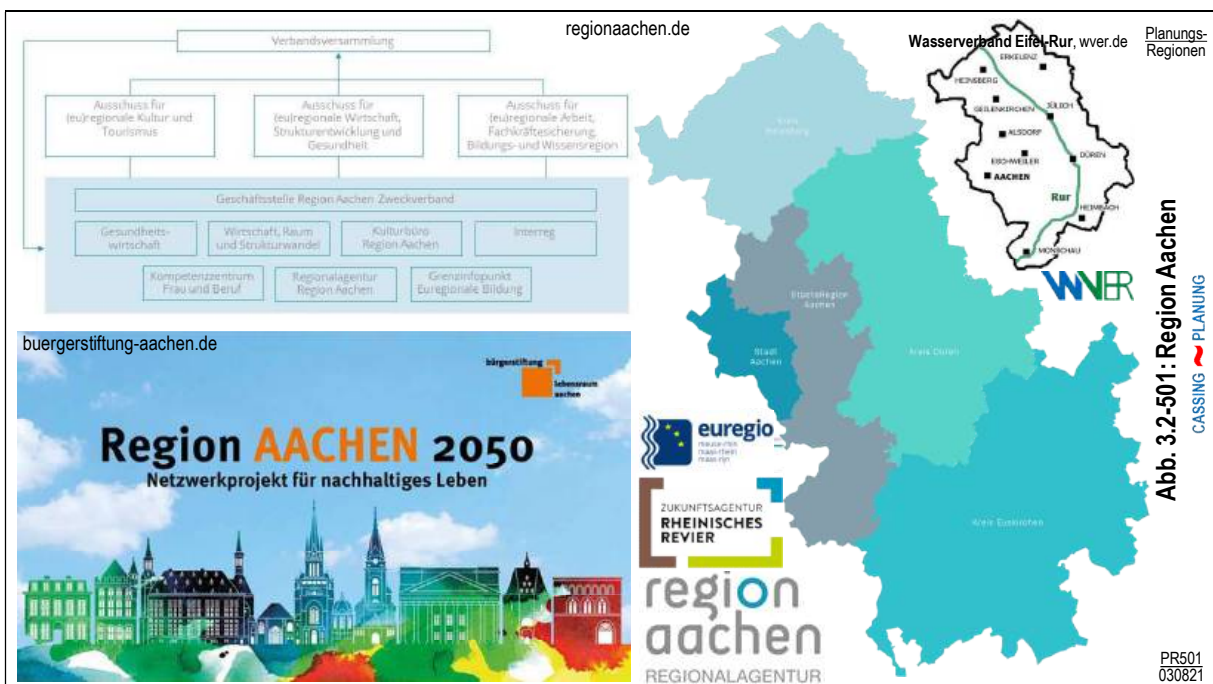 regionaachen.de
Verbandsversammlung
Ausschuss für
(eu)regionale Kultur und
Tourismus
Ausschuss für
(eu)regionale Wirtschaft,
Strukturentwicklung und
Gesundheit
Ausschuss für
(eu)regionale Arbeit,
Fachkräftesicherung,
Bildungs- und Wissensregion
Geschäftsstelle Region Aachen Zweckverband
Gesundheits-
wirtschaft
Wirtschaft, Raum
und Strukturwandel
Kulturbüro
Region Aachen
Interreg
Kompetenzzentrum
Frau und Beruf
Regionalagentur
Region Aachen
Grenzinfopunkt
Euregionale Bildung
buergerstiftung-aachen.de
bürgerstiftung
lebensraum
aachen
Region AACHEN 2050
Netzwerkprojekt für nachhaltiges Leben
Kreis
Heinsberg
StädteRegion
Aachen
Stadt
Aachen
Kreis Düren
Kreis Euskirchen
euregio
meuse-rhin
maas-rhein
maas-rijn
ZUKUNFTSAGENTUR
RHEINISCHES
REVIER
region
aachen
REGIONALAGENTUR
Wasserverband Eifel-Rur, wver.de
Planungs-
Regionen
ERKELENZ
HEINSBERG
GEILENKIRCHEN
JÜLICH
ALSDORF
ESCHWEILER
DÜREN
AACHEN
Rur
HEIMBACH
MONSCHAU
WVER
Abb. 3.2-501: Region Aachen
CASSING ~ PLANUNG
PR501
030821